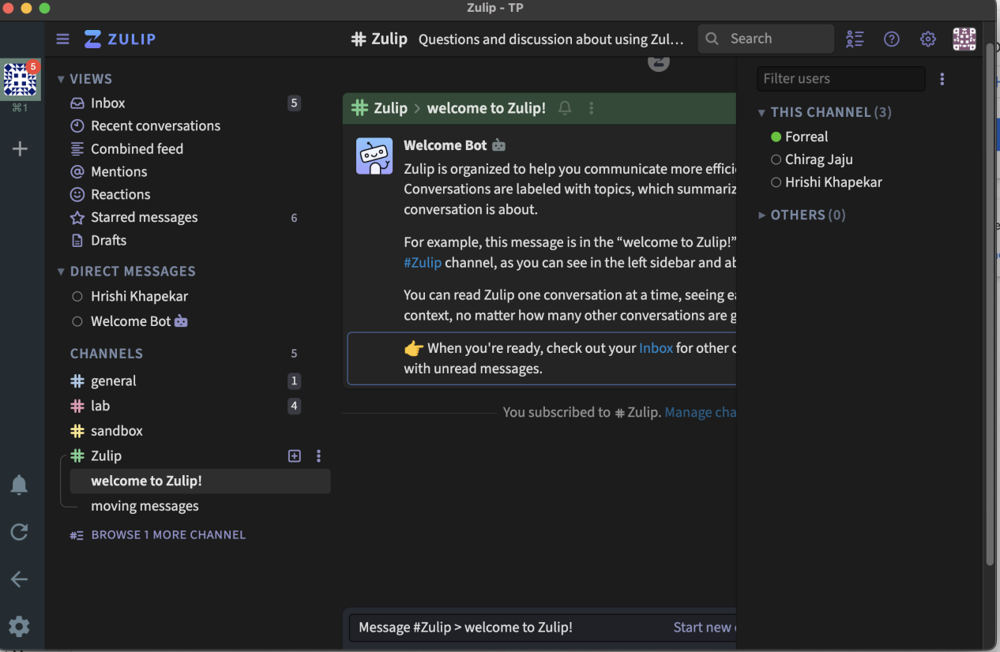 Zulip - TP
5
⌘1
ZULIP
# Zulip Questions and discussion about using Zul...
Search
VIEWS
Inbox 5
Recent conversations
Combined feed
Mentions
Reactions
Starred messages 6
Drafts
DIRECT MESSAGES
Hrishi Khapekar
Welcome Bot
CHANNELS 5
# general 1
# lab 4
# sandbox
# Zulip
welcome to Zulip!
moving messages
BROWSE 1 MORE CHANNEL
# Zulip > welcome to Zulip!
Welcome Bot
Zulip is organized to help you communicate more effici
Conversations are labeled with topics, which summariz
conversation is about.
For example, this message is in the “welcome to Zulip!”
#Zulip channel, as you can see in the left sidebar and ab
You can read Zulip one conversation at a time, seeing ea
context, no matter how many other conversations are g
👉 When you're ready, check out your Inbox for other c
with unread messages.
You subscribed to # Zulip. Manage cha
Message #Zulip > welcome to Zulip! Start new
Filter users
THIS CHANNEL (3)
Forreal
Chirag Jaju
Hrishi Khapekar
OTHERS (0)